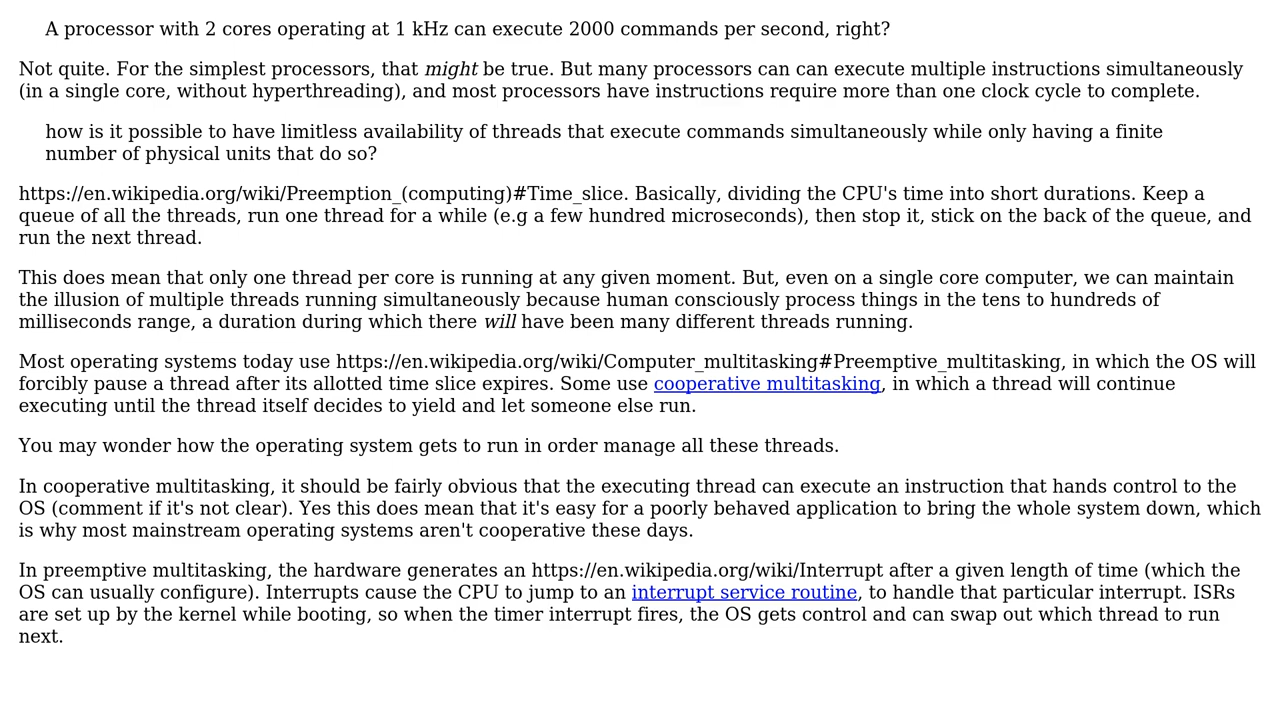 A processor with 2 cores operating at 1 kHz can execute 2000 commands per second, right?
Not quite. For the simplest processors, that might be true. But many processors can can execute multiple instructions simultaneously
(in a single core, without hyperthreading), and most processors have instructions require more than one clock cycle to complete.
how is it possible to have limitless availability of threads that execute commands simultaneously while only having a finite
number of physical units that do so?
https://en.wikipedia.org/wiki/Preemption_(computing)#Time_slice. Basically, dividing the CPU's time into short durations. Keep a
queue of all the threads, run one thread for a while (e.g a few hundred microseconds), then stop it, stick on the back of the queue, and
run the next thread.
This does mean that only one thread per core is running at any given moment. But, even on a single core computer, we can maintain
the illusion of multiple threads running simultaneously because human consciously process things in the tens to hundreds of
milliseconds range, a duration during which there will have been many different threads running.
Most operating systems today use https://en.wikipedia.org/wiki/Computer_multitasking#Preemptive_multitasking, in which the OS will
forcibly pause a thread after its allotted time slice expires. Some use cooperative multitasking, in which a thread will continue
executing until the thread itself decides to yield and let someone else run.
You may wonder how the operating system gets to run in order manage all these threads.
In cooperative multitasking, it should be fairly obvious that the executing thread can execute an instruction that hands control to the
OS (comment if it's not clear). Yes this does mean that it's easy for a poorly behaved application to bring the whole system down, which
is why most mainstream operating systems aren't cooperative these days.
In preemptive multitasking, the hardware generates an https://en.wikipedia.org/wiki/Interrupt after a given length of time (which the
OS can usually configure). Interrupts cause the CPU to jump to an interrupt service routine, to handle that particular interrupt. ISRs
are set up by the kernel while booting, so when the timer interrupt fires, the OS gets control and can swap out which thread to run
next.